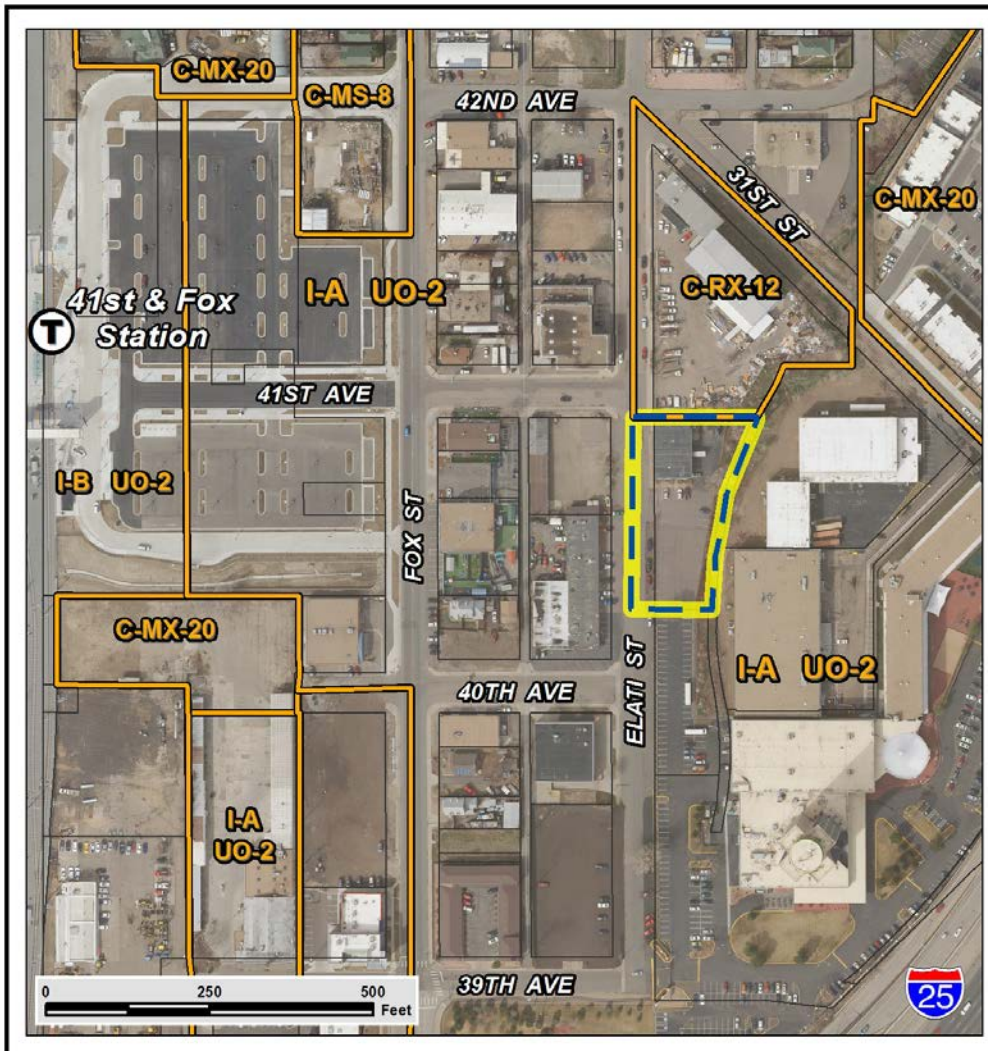 C-MX-20
C-MS-8
42ND AVE
31ST ST
C-MX-20
C-RX-12
I-A UO-2
41st & Fox
Station
T
41ST AVE
I-B UO-2
FOX ST
C-MX-20
ELATI ST
I-A UO-2
40TH AVE
I-A
UO-2
39TH AVE
0 250 500
Feet
25